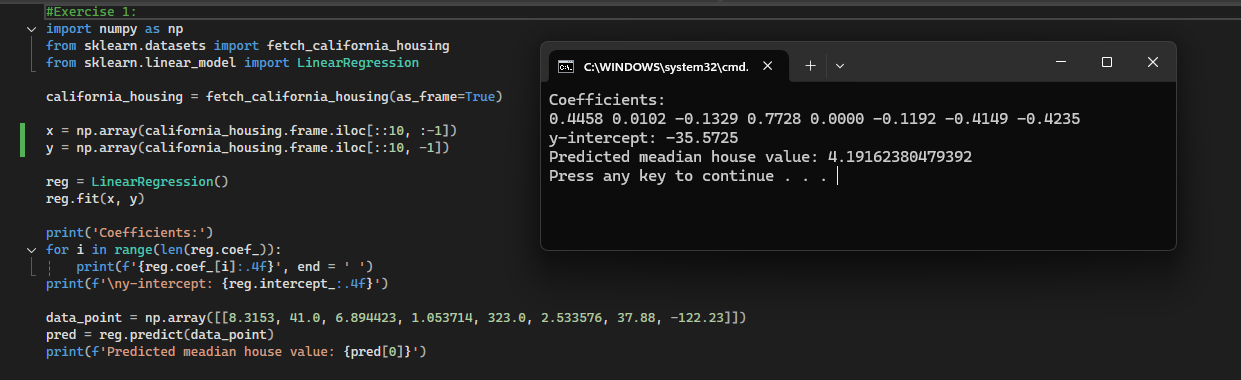 #Exercise 1:
import numpy as np
from sklearn.datasets import fetch_california_housing
from sklearn.linear_model import LinearRegression
california_housing = fetch_california_housing(as_frame=True)
x = np.array(california_housing.frame.iloc[::10, :-1])
y = np.array(california_housing.frame.iloc[::10, -1])
reg = LinearRegression()
reg.fit(x, y)
print('Coefficients:')
for i in range(len(reg.coef_)):
    print(f'{reg.coef_[i]:.4f}', end = ' ')
print(f'\ny-intercept: {reg.intercept_:.4f}')
data_point = np.array([[8.3153, 41.0, 6.894423, 1.053714, 323.0, 2.533576, 37.88, -122.23]])
pred = reg.predict(data_point)
print(f'Predicted meadian house value: {pred[0]}')
C:\WINDOWS\system32\cmd.
Coefficients:
0.4458 0.0102 -0.1329 0.7728 0.0000 -0.1192 -0.4149 -0.4235
y-intercept: -35.5725
Predicted meadian house value: 4.19162380479392
Press any key to continue . . .